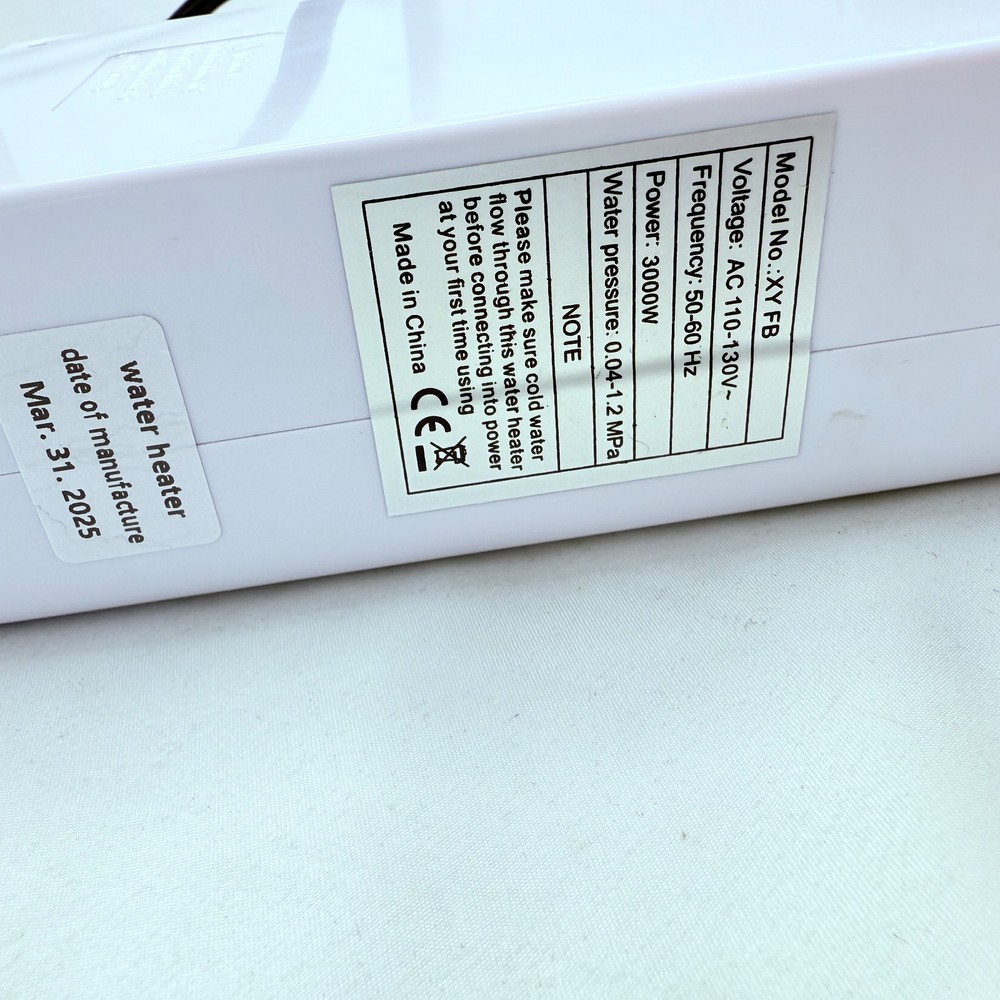 Model No.:XY FB
Voltage: AC 110-130V~
Frequency: 50-60 Hz
Power: 3000W
Water pressure: 0.04-1.2 MPa
NOTE
Please make sure cold water
flow through this water heater
before connecting into power
at your first time using
Made in China CE
water heater
date of manufacture
Mar. 31. 2025